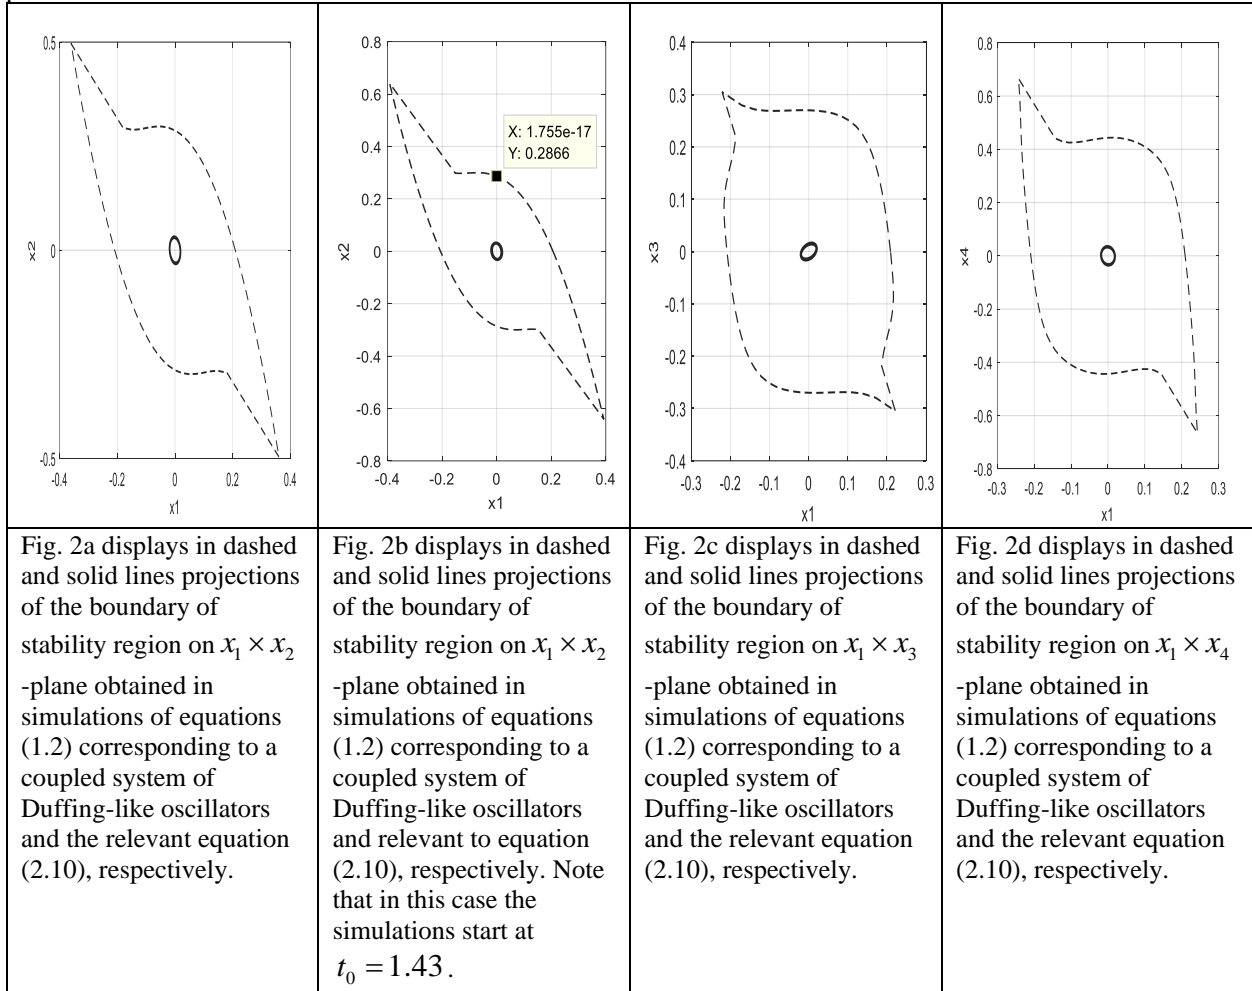 0.5
0
-0.5
-0.4
-0.2
0
0.2
0.4
x2
x1
0.8
0.6
0.4
0.2
0
-0.2
-0.4
-0.6
-0.8
-0.4
-0.2
0
0.2
0.4
x2
x1
X: 1.755e-17
Y: 0.2866
0.4
0.3
0.2
0.1
0
-0.1
-0.2
-0.3
-0.4
-0.3
-0.2
-0.1
0
0.1
0.2
0.3
x3
x1
0.8
0.6
0.4
0.2
0
-0.2
-0.4
-0.6
-0.8
-0.3
-0.2
-0.1
0
0.1
0.2
0.3
x4
x1
Fig. 2a displays in dashed
and solid lines projections
of the boundary of
stability region on x₁ × x₂
-plane obtained in
simulations of equations
(1.2) corresponding to a
coupled system of
Duffing-like oscillators
and the relevant equation
(2.10), respectively.
Fig. 2b displays in dashed
and solid lines projections
of the boundary of
stability region on x₁ × x₂
-plane obtained in
simulations of equations
(1.2) corresponding to a
coupled system of
Duffing-like oscillators
and relevant to equation
(2.10), respectively. Note
that in this case the
simulations start at
t₀ = 1.43.
Fig. 2c displays in dashed
and solid lines projections
of the boundary of
stability region on x₁ × x₃
-plane obtained in
simulations of equations
(1.2) corresponding to a
coupled system of
Duffing-like oscillators
and the relevant equation
(2.10), respectively.
Fig. 2d displays in dashed
and solid lines projections
of the boundary of
stability region on x₁ × x₄
-plane obtained in
simulations of equations
(1.2) corresponding to a
coupled system of
Duffing-like oscillators
and the relevant equation
(2.10), respectively.